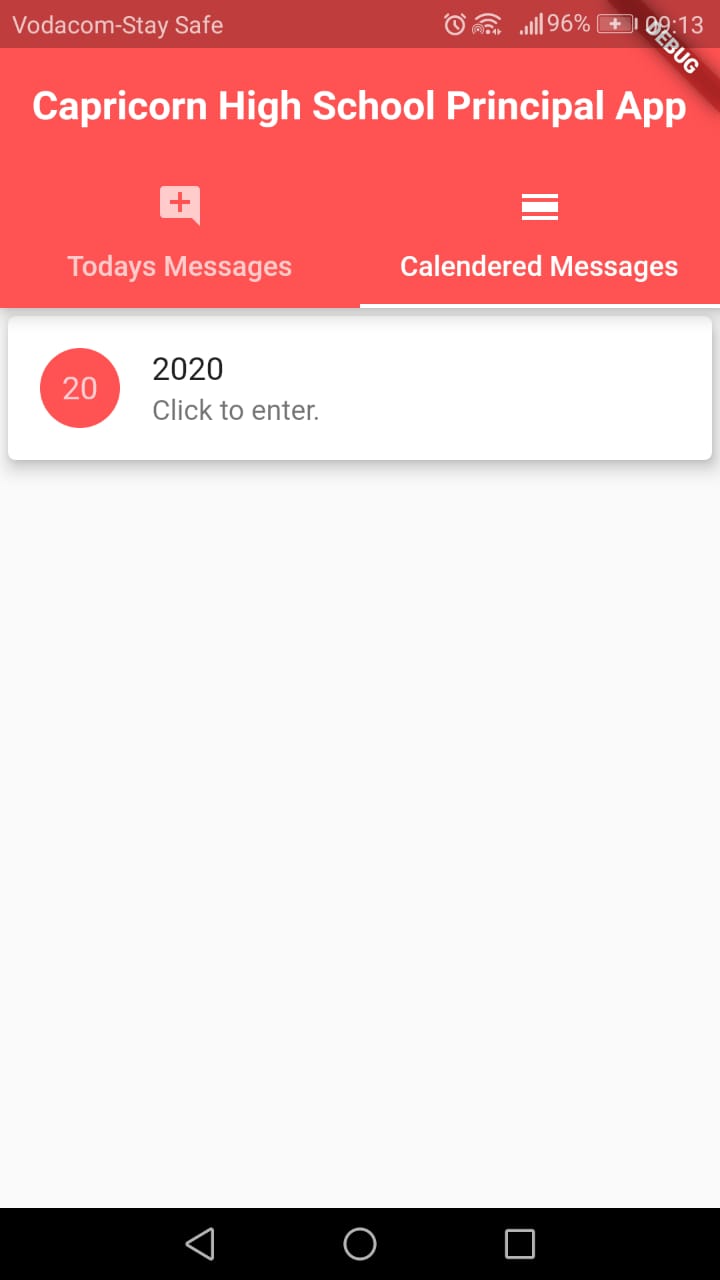 Vodacom-Stay Safe 96% 09:13
DEBUG
Capricorn High School Principal App
Todays Messages Calendered Messages
20 2020
Click to enter.